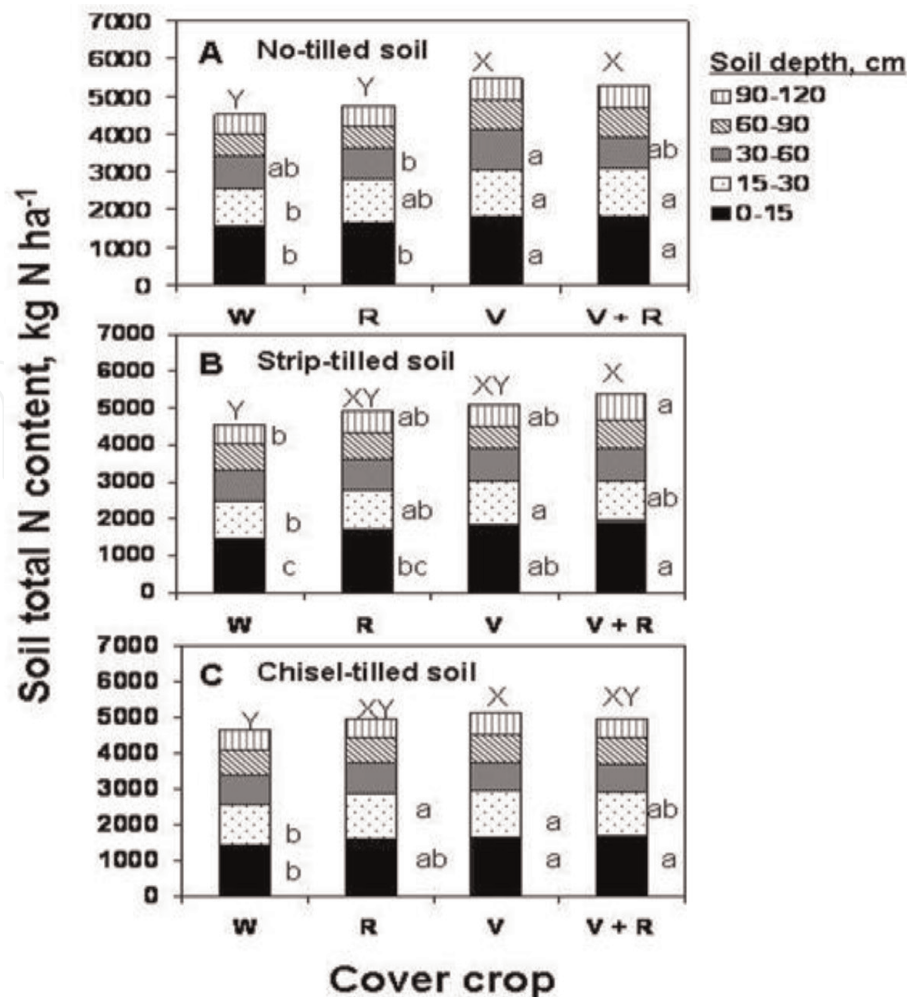 Soil total N content, kg N ha-1
7000
6000
5000
4000
3000
2000
1000
0
A No-tilled soil
Y Y X X
ab b a ab
b ab a a
b b a a
W R V V + R
Soil depth, cm
90-120
60-90
30-60
15-30
0-15
7000
6000
5000
4000
3000
2000
1000
0
B Strip-tilled soil
Y XY XY X
b ab ab a
b ab a ab
c bc ab a
W R V V + R
7000
6000
5000
4000
3000
2000
1000
0
C Chisel-tilled soil
Y XY X XY
b a a ab
b ab a a
W R V V + R
Cover crop